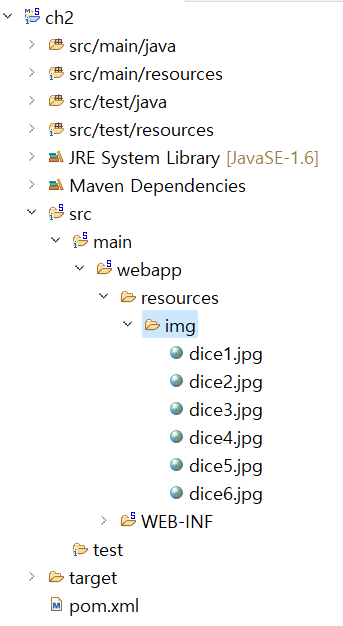 ch2
src/main/java
src/main/resources
src/test/java
src/test/resources
JRE System Library [JavaSE-1.6]
Maven Dependencies
src
main
webapp
resources
img
dice1.jpg
dice2.jpg
dice3.jpg
dice4.jpg
dice5.jpg
dice6.jpg
WEB-INF
test
target
pom.xml